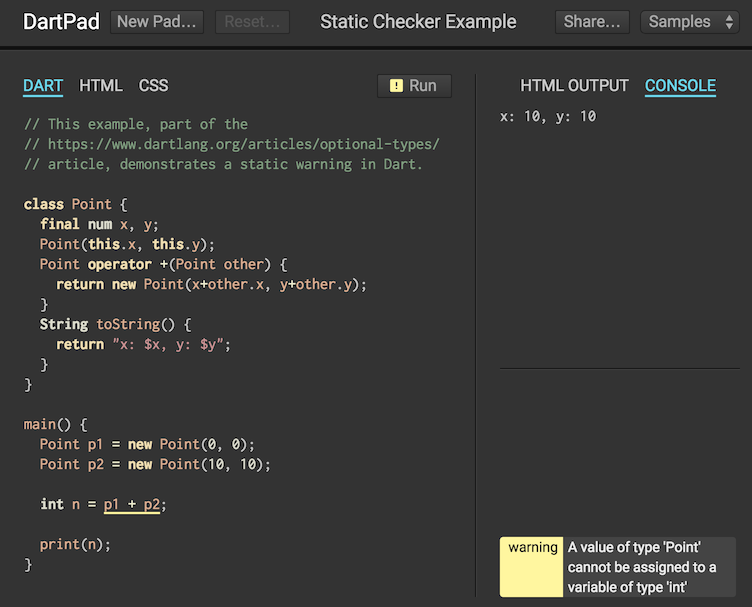 DartPad New Pad... Reset... Static Checker Example Share... Samples
DART HTML CSS ! Run
// This example, part of the
// https://www.dartlang.org/articles/optional-types/
// article, demonstrates a static warning in Dart.
class Point {
  final num x, y;
  Point(this.x, this.y);
  Point operator +(Point other) {
    return new Point(x+other.x, y+other.y);
  }
  String toString() {
    return "x: $x, y: $y";
  }
}
main() {
  Point p1 = new Point(0, 0);
  Point p2 = new Point(10, 10);
  int n = p1 + p2;
  print(n);
}
HTML OUTPUT CONSOLE
x: 10, y: 10
warning A value of type 'Point'
cannot be assigned to a
variable of type 'int'